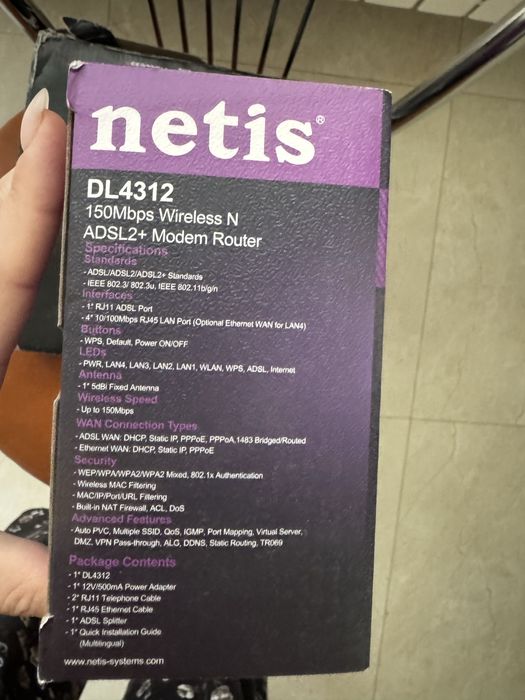 netis®
DL4312
150Mbps Wireless N
ADSL2+ Modem Router
Specifications
Standards
- ADSL/ADSL2/ADSL2+ Standards
- IEEE 802.3/ 802.3u, IEEE 802.11b/g/n
Interfaces
- 1* RJ11 ADSL Port
- 4* 10/100Mbps RJ45 LAN Port (Optional Ethernet WAN for LAN4)
Buttons
- WPS, Default, Power ON/OFF
LEDs
- PWR, LAN4, LAN3, LAN2, LAN1, WLAN, WPS, ADSL, Internet
Antenna
- 1* 5dBi Fixed Antenna
Wireless Speed
- Up to 150Mbps
WAN Connection Types
- ADSL WAN: DHCP, Static IP, PPPoE, PPPoA,1483 Bridged/Routed
- Ethernet WAN: DHCP, Static IP, PPPoE
Security
- WEP/WPA/WPA2/WPA2 Mixed, 802.1x Authentication
- Wireless MAC Filtering
- MAC/IP/Port/URL Filtering
- Built-in NAT Firewall, ACL, DoS
Advanced Features
- Auto PVC, Multiple SSID, QoS, IGMP, Port Mapping, Virtual Server,
DMZ, VPN Pass-through, ALG, DDNS, Static Routing, TR069
Package Contents
- 1* DL4312
- 1* 12V/500mA Power Adapter
- 2* RJ11 Telephone Cable
- 1* RJ45 Ethernet Cable
- 1* ADSL Splitter
- 1* Quick Installation Guide
(Multilingual)
www.netis-systems.com